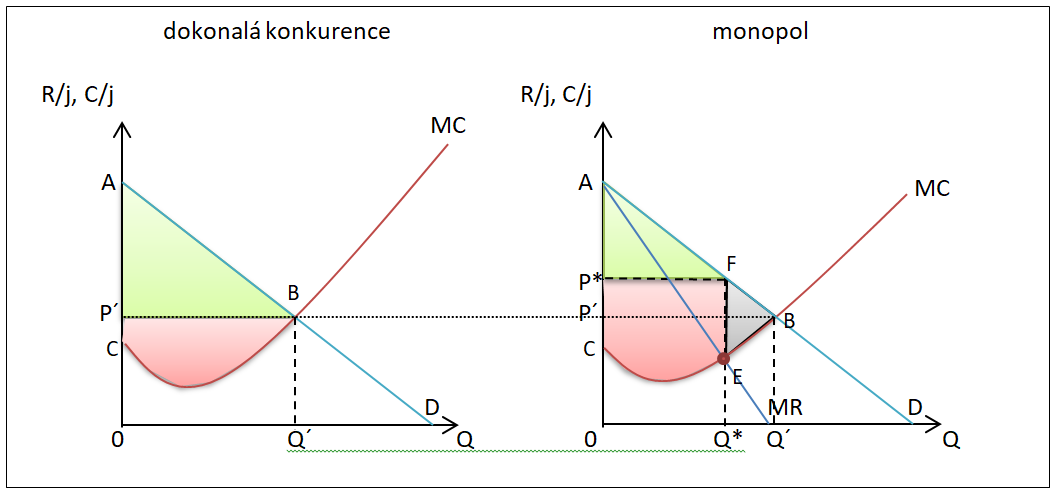 dokonalá konkurence
R/j, C/j
MC
A
B
P´
C
D
0
Q´
Q
monopol
R/j, C/j
MC
A
F
P*
P´
B
C
E
MR
D
0
Q*
Q´
Q